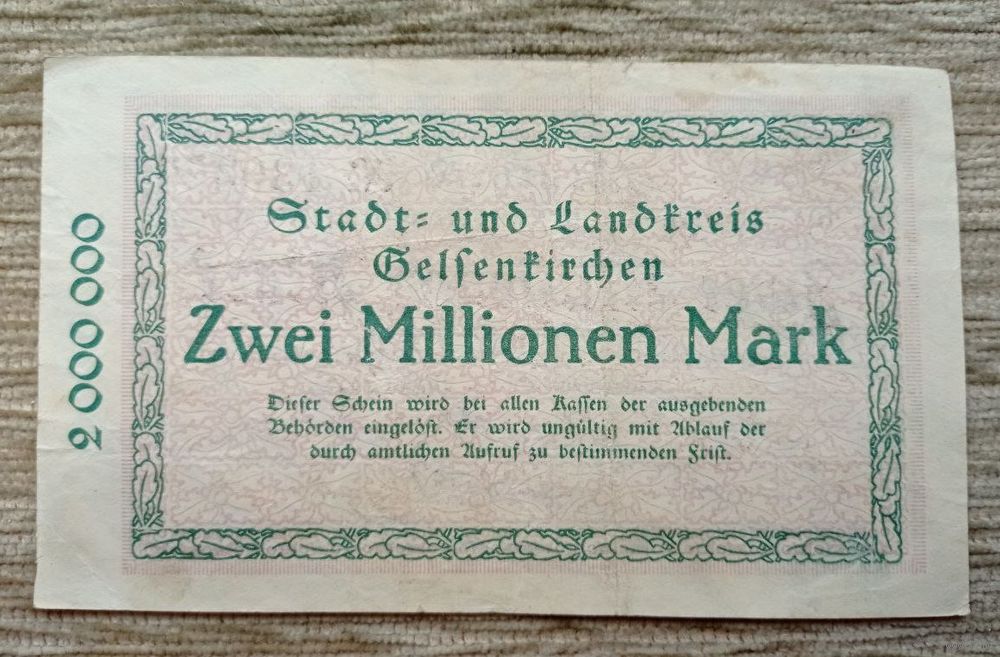 2 000 000
Stadt- und Landkreis
Gelsenkirchen
Zwei Millionen Mark
Dieser Schein wird bei allen Kassen der ausgebenden
Behörden eingelöst. Er wird ungültig mit Ablauf der
durch amtlichen Aufruf zu bestimmenden Frist.